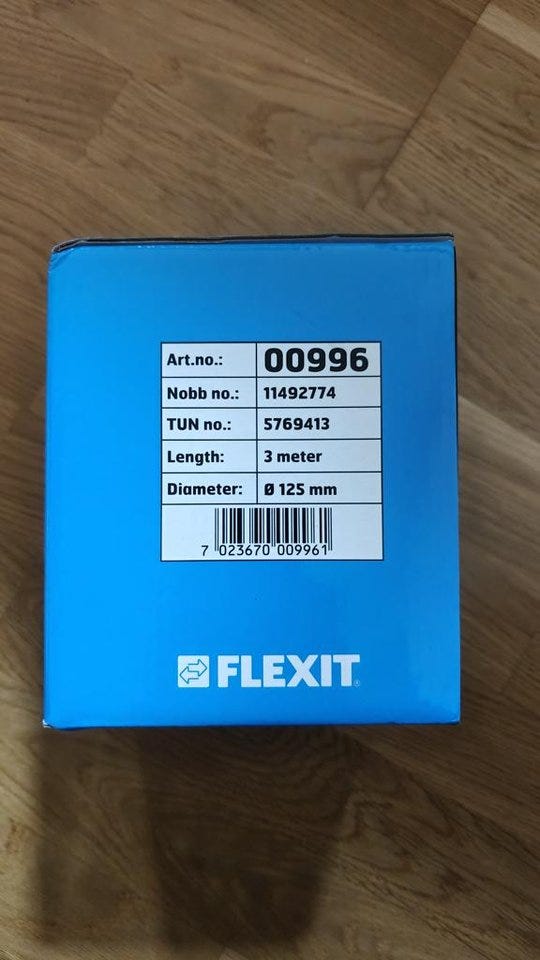 Art.no.: 00996
Nobb no.: 11492774
TUN no.: 5769413
Length: 3 meter
Diameter: Ø 125 mm
7 023670 009961
FLEXIT®